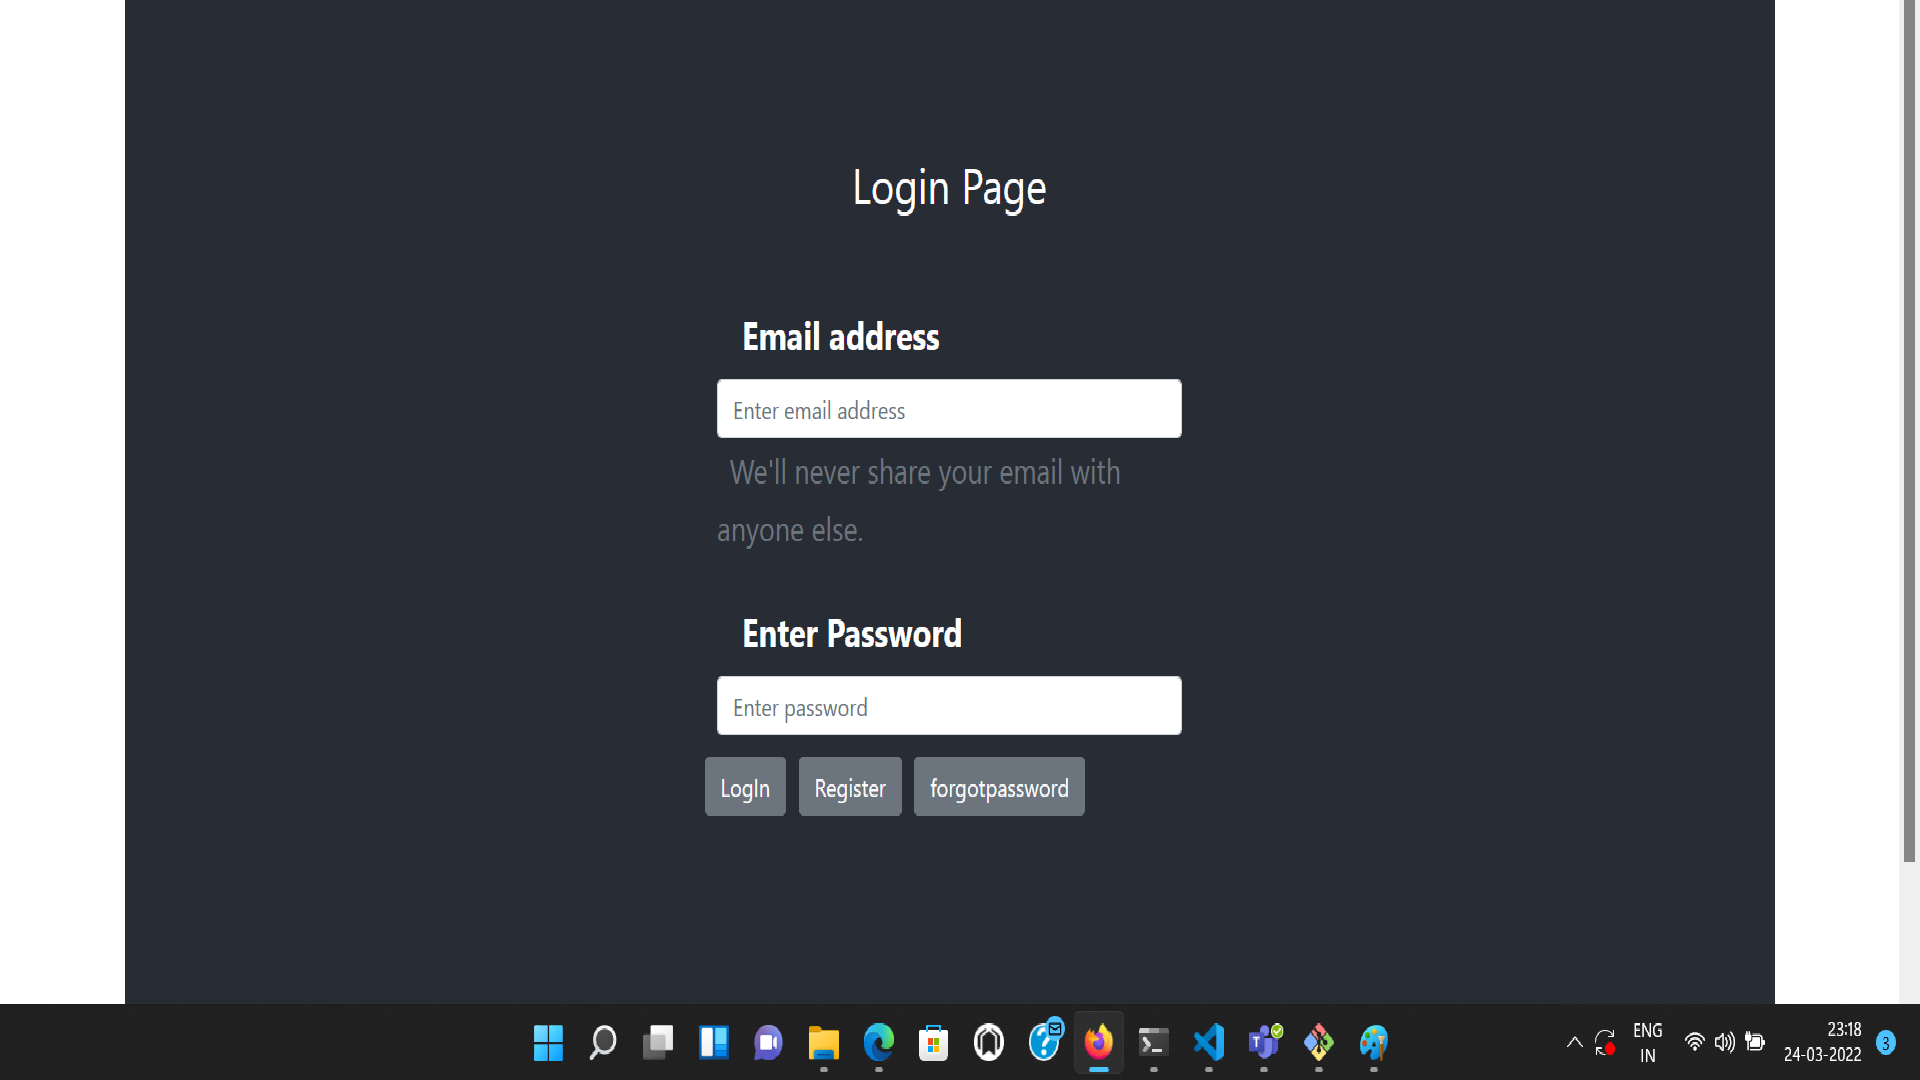 Login Page
Email address
Enter email address
We'll never share your email with
anyone else.
Enter Password
Enter password
LogIn Register forgotpassword
ENG
IN
23:18
24-03-2022
3